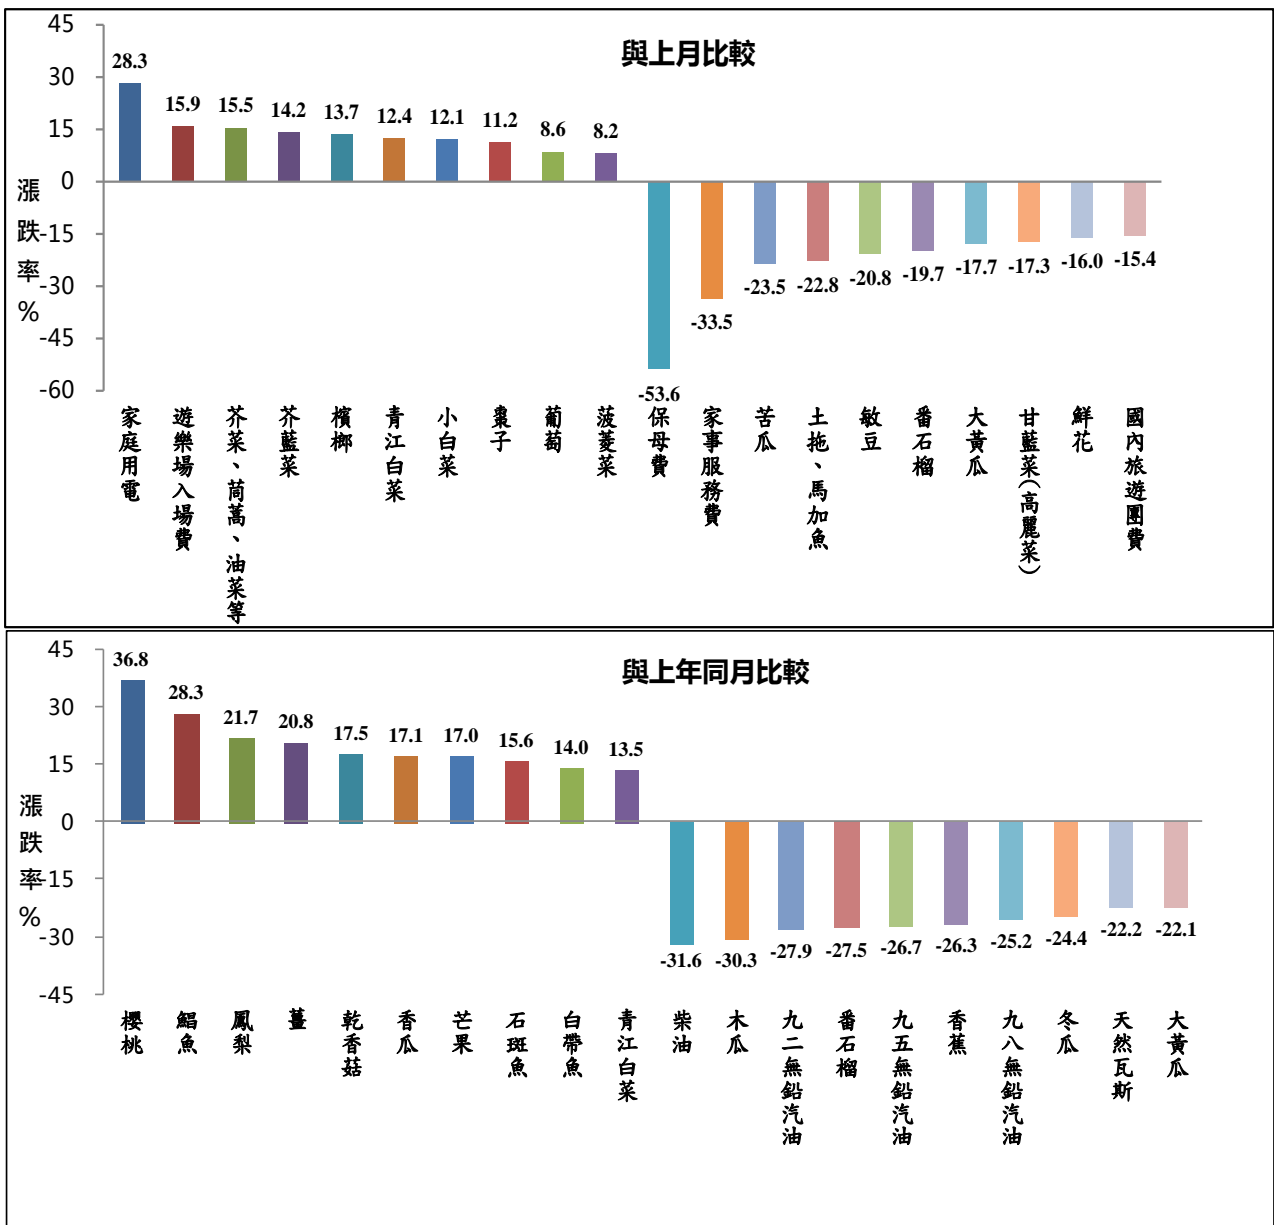 與上月比較
漲跌率%
45
30
15
0
-15
-30
-45
-60
28.3
15.9
15.5
14.2
13.7
12.4
12.1
11.2
8.6
8.2
-53.6
-33.5
-23.5
-22.8
-20.8
-19.7
-17.7
-17.3
-16.0
-15.4
家庭用電
遊樂場入場費
芥菜、茼蒿、油菜等
芥藍菜
檳榔
青江白菜
小白菜
棗子
葡萄
菠菱菜
保母費
家事服務費
苦瓜
土拖、馬加魚
敏豆
番石榴
大黃瓜
甘藍菜(高麗菜)
鮮花
國內旅遊團費
與上年同月比較
漲跌率%
45
30
15
0
-15
-30
-45
36.8
28.3
21.7
20.8
17.5
17.1
17.0
15.6
14.0
13.5
-31.6
-30.3
-27.9
-27.5
-26.7
-26.3
-25.2
-24.4
-22.2
-22.1
櫻桃
鯧魚
鳳梨
薑
乾香菇
香瓜
芒果
石斑魚
白帶魚
青江白菜
柴油
木瓜
九二無鉛汽油
番石榴
九五無鉛汽油
香蕉
九八無鉛汽油
冬瓜
天然瓦斯
大黃瓜